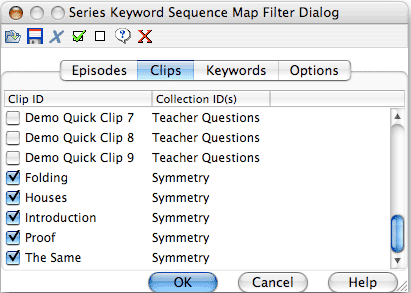 Series Keyword Sequence Map Filter Dialog
Episodes Clips Keywords Options
Clip ID Collection ID(s)
Demo Quick Clip 7 Teacher Questions
Demo Quick Clip 8 Teacher Questions
Demo Quick Clip 9 Teacher Questions
Folding Symmetry
Houses Symmetry
Introduction Symmetry
Proof Symmetry
The Same Symmetry
OK Cancel Help